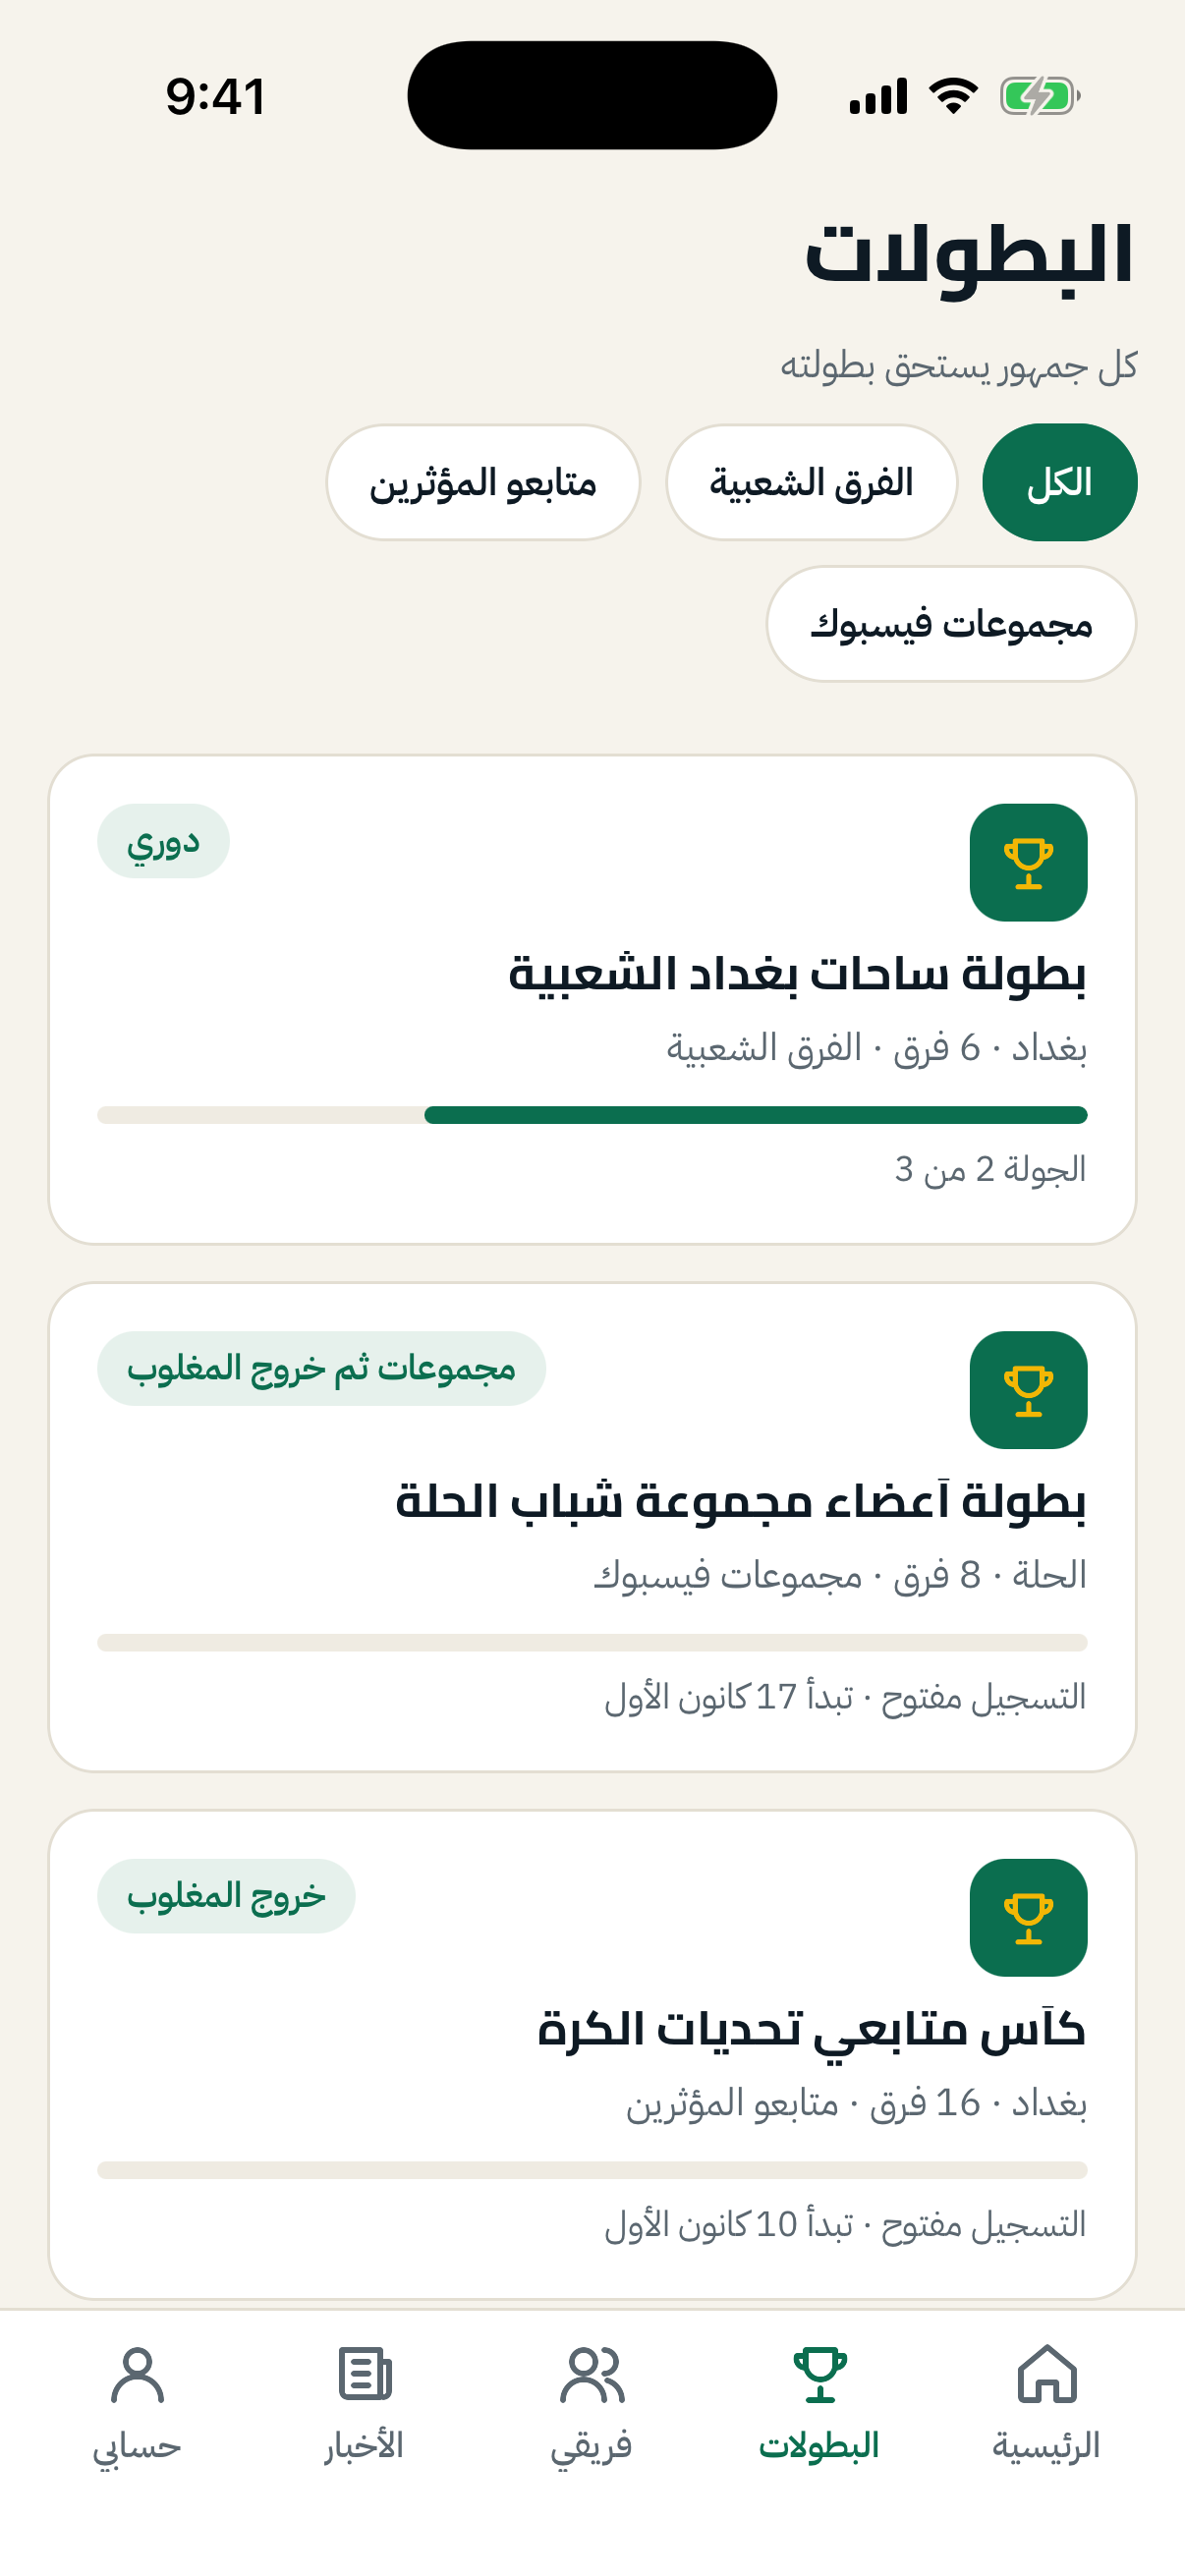 9:41
البطولات
كل جمهور يستحق بطولته
الكل
الفرق الشعبية
متابعو المؤثرين
مجموعات فيسبوك
دوري
بطولة ساحات بغداد الشعبية
بغداد · 6 فرق · الفرق الشعبية
الجولة 2 من 3
مجموعات ثم خروج المغلوب
بطولة أعضاء مجموعة شباب الحلة
الحلة · 8 فرق · مجموعات فيسبوك
التسجيل مفتوح · تبدأ 17 كانون الأول
خروج المغلوب
كأس متابعي تحديات الكرة
بغداد · 16 فرق · متابعو المؤثرين
التسجيل مفتوح · تبدأ 10 كانون الأول
الرئيسية
البطولات
فريقي
الأخبار
حسابي